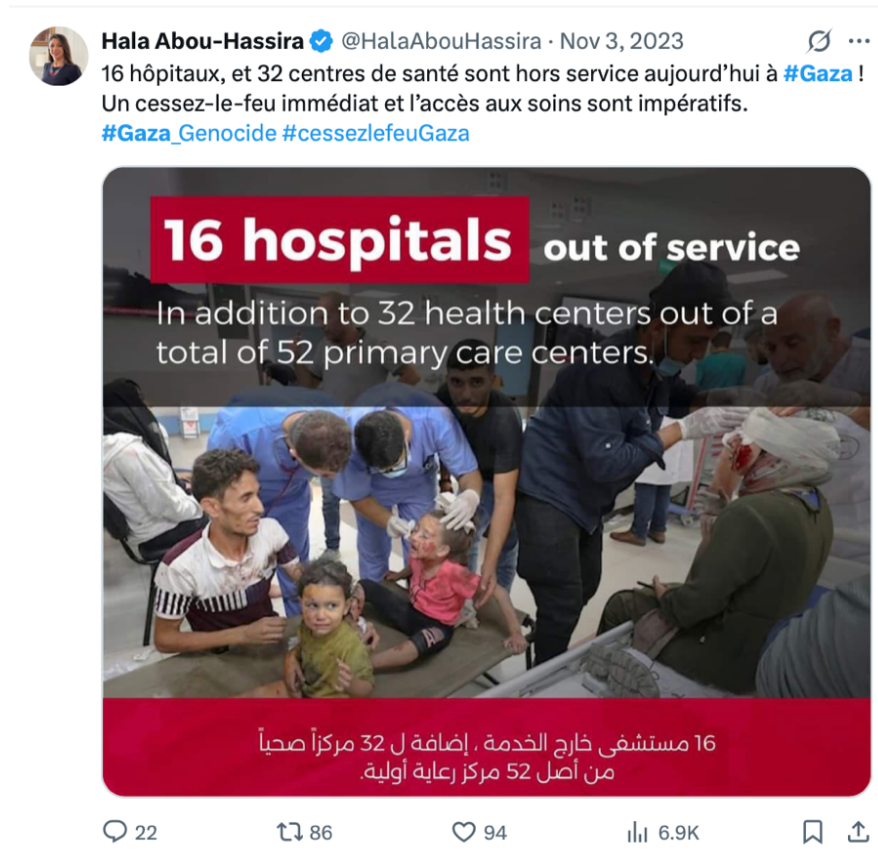 Hala Abou-Hassira @HalaAbouHassira · Nov 3, 2023
16 hôpitaux, et 32 centres de santé sont hors service aujourd’hui à #Gaza !
Un cessez-le-feu immédiat et l’accès aux soins sont impératifs.
#Gaza_Genocide #cessezlefeuGaza
16 hospitals out of service
In addition to 32 health centers out of a
total of 52 primary care centers.
16 مستشفى خارج الخدمة ، إضافة ل 32 مركزاً صحياً
من أصل 52 مركز رعاية أولية.
22 86 94 6.9K